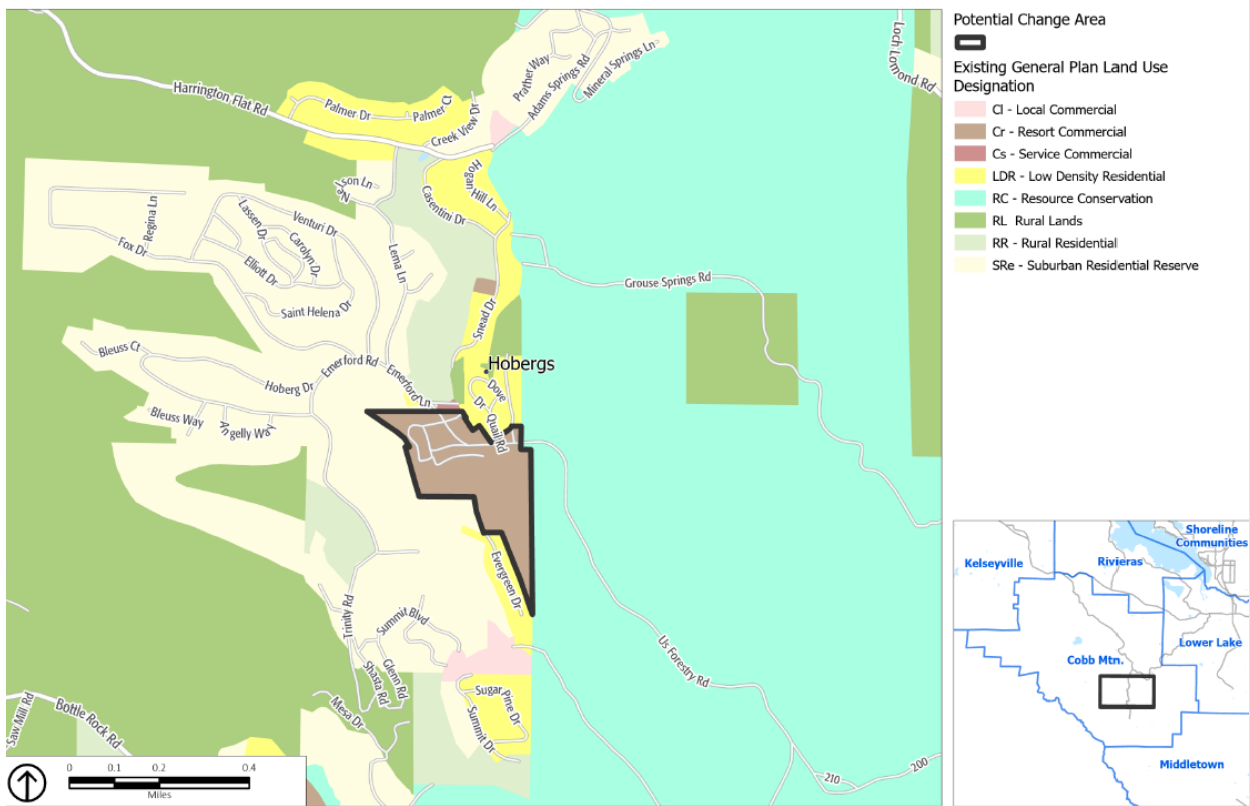 Potential Change Area
Existing General Plan Land Use
Designation
Cl - Local Commercial
Cr - Resort Commercial
Cs - Service Commercial
LDR - Low Density Residential
RC - Resource Conservation
RL Rural Lands
RR - Rural Residential
SRe - Suburban Residential Reserve
Loch Lomond Rd
Prather Way
Adams Springs Rd
Mineral Springs Ln
Harrington Flat Rd
Palmer Dr
Palmer Ct
Creek View Dr
Hogan Hill Ln
Nelson Ln
Casentini Dr
Regina Ln
Lassen Dr
Venturi Dr
Carolyn Dr
Fox Dr
Elliott Dr
Lema Ln
Saint Helena Dr
Grouse Springs Rd
Snead Dr
Bleuss Ct
Hobergs
Emerford Rd
Emerford Ln
Hoberg Dr
Dove Dr
Quail Rd
Bleuss Way
Angelly Way
Evergreen Dr
Trinity Rd
Summit Blvd
Glenn Rd
Shasta Rd
Us Forestry Rd
Mesa Dr
Sugar Pine Dr
Summit Dr
Saw Mill Rd
Bottle Rock Rd
210
200
0 0.1 0.2 0.4
Miles
Shoreline
Communities
Kelseyville
Rivieras
Lower Lake
Cobb Mtn.
Middletown